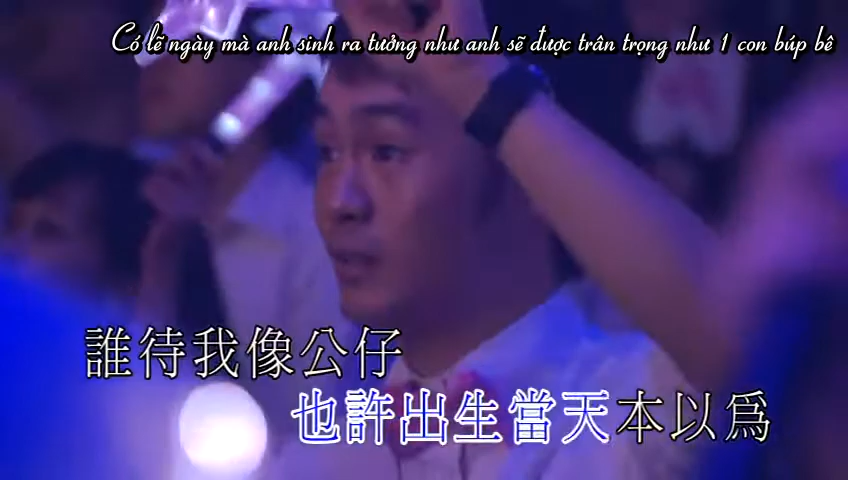 Có lẽ ngày mà anh sinh ra tưởng như anh sẽ được trân trọng như 1 con búp bê
誰待我像公仔
也許出生當天本以為